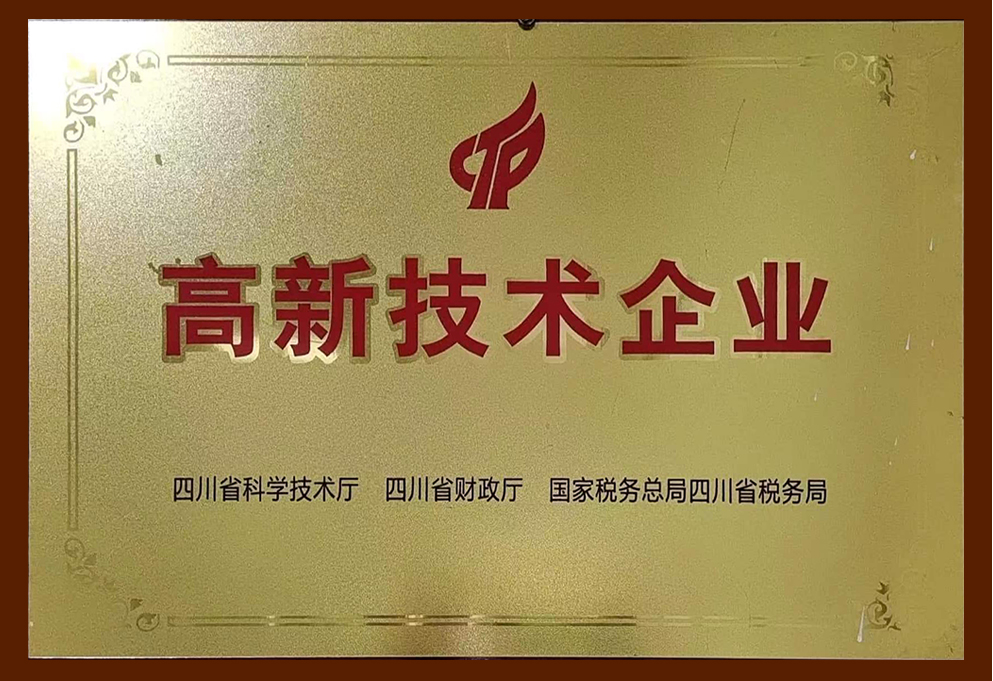 CTP
高新技术企业
四川省科学技术厅 四川省财政厅 国家税务总局四川省税务局